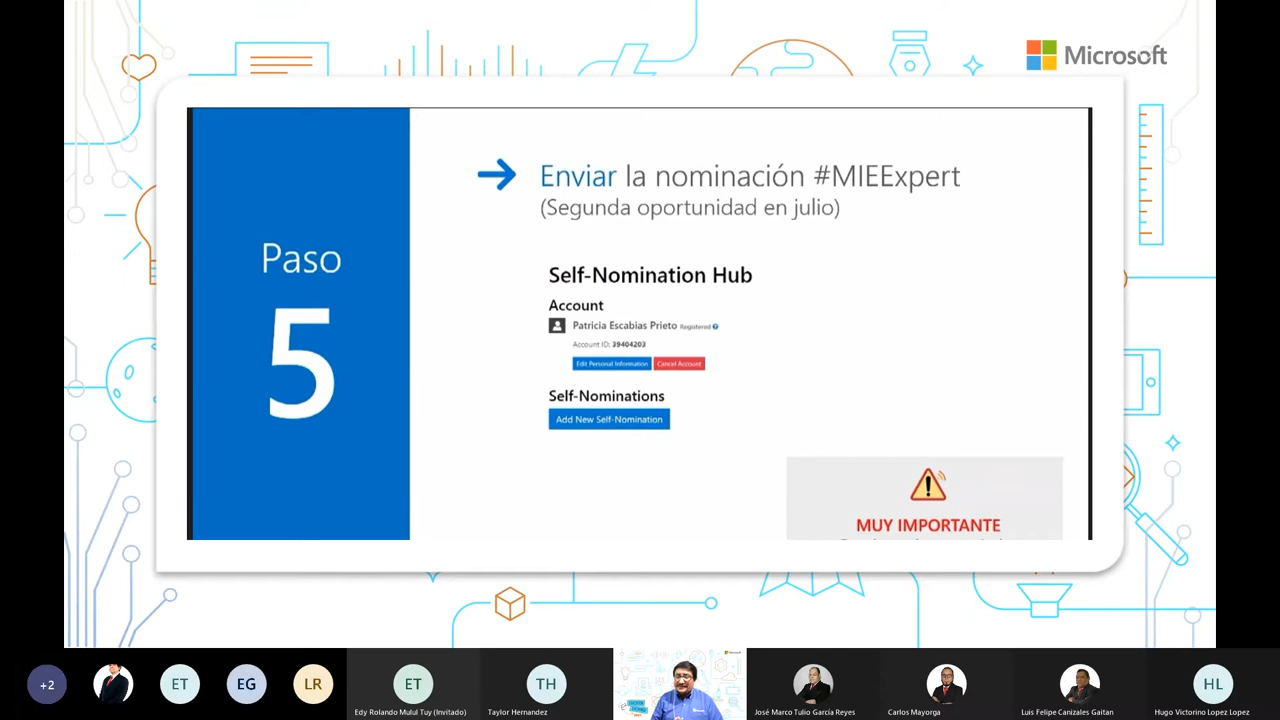 Microsoft
Enviar la nominación #MIEExpert
(Segunda oportunidad en julio)
Paso
5
Self-Nomination Hub
Account
Patricia Escabias Prieto Registered
Account ID: 39404203
Edit Personal Information Cancel Account
Self-Nominations
Add New Self-Nomination
MUY IMPORTANTE
+2 ET EG LR ET TH HL
Edy Rolando Mulul Tuy (Invitado) Taylor Hernandez José Marco Tulio García Reyes Carlos Mayorga Luis Felipe Canizales Gaitan Hugo Victorino Lopez Lopez